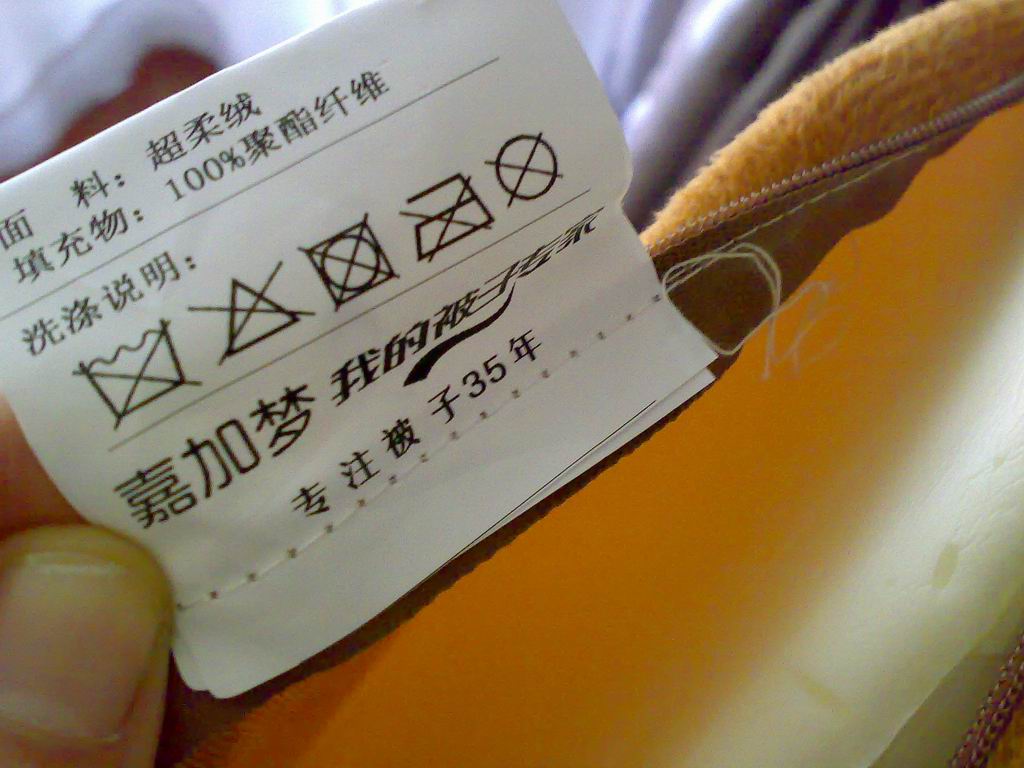 面 料：超柔绒
填充物：100%聚酯纤维
洗涤说明：
嘉加梦 我的被子专家
专注被子35年